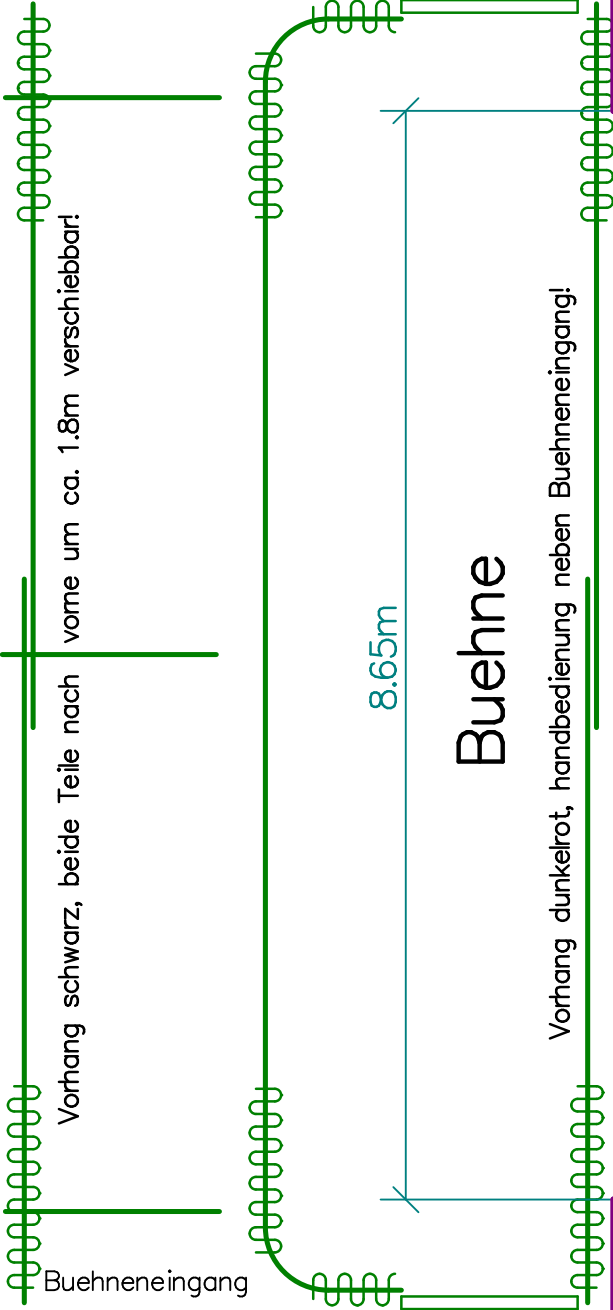 Vorhang schwarz, beide Teile nach vorne um ca. 1.8m verschiebbar!
8.65m
Buehne
Vorhang dunkelrot, handbedienung neben Buehneneingang!
Buehneneingang